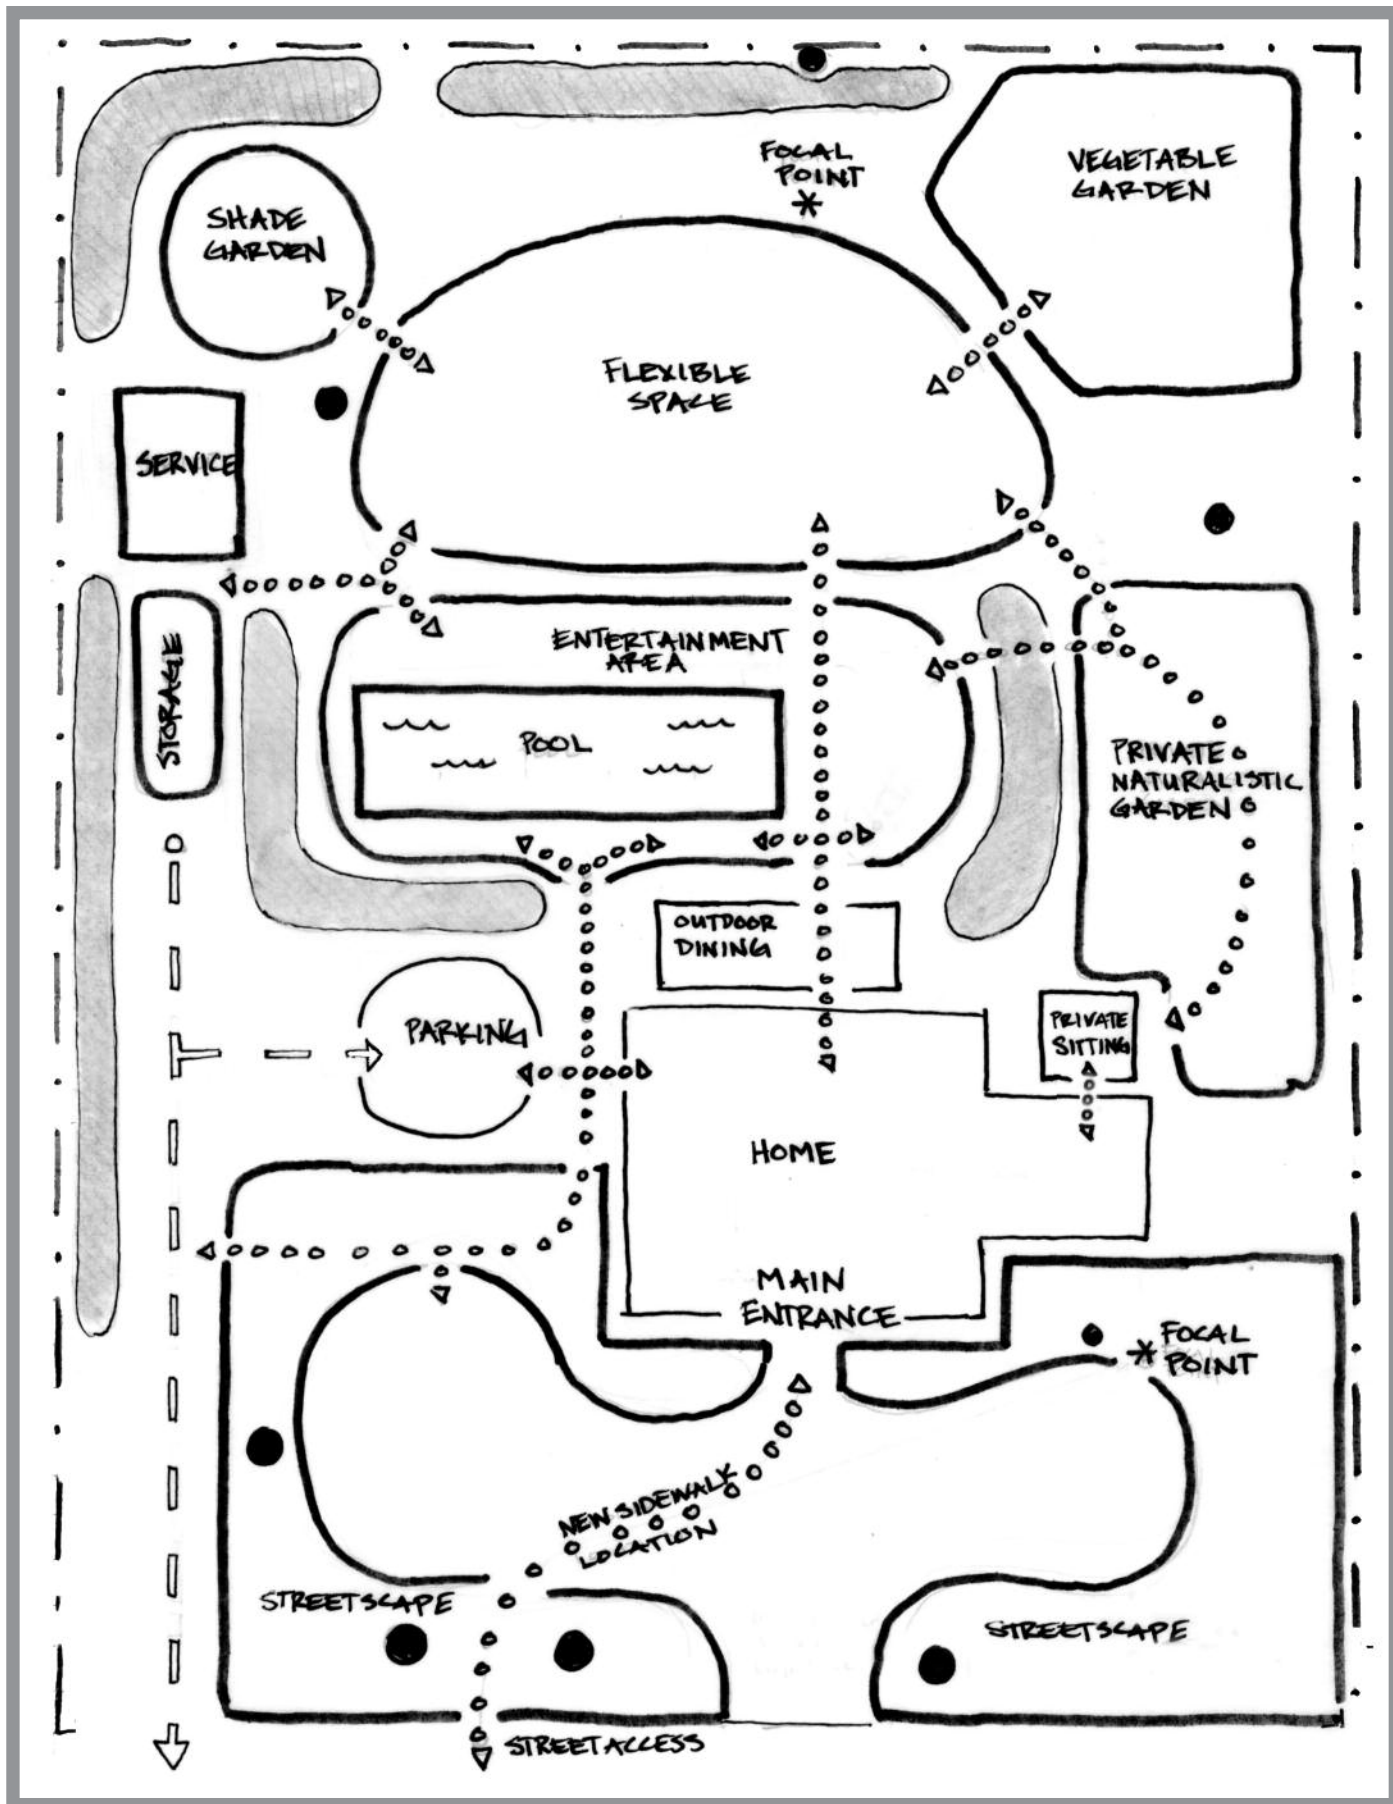 FOCAL
POINT
VEGETABLE
GARDEN
SHADE
GARDEN
FLEXIBLE
SPACE
SERVICE
STORAGE
ENTERTAINMENT
AREA
POOL
PRIVATE
NATURALISTIC
GARDEN
OUTDOOR
DINING
PARKING
PRIVATE
SITTING
HOME
MAIN
ENTRANCE
FOCAL
POINT
NEW SIDEWALK
LOCATION
STREETSCAPE
STREETSCAPE
STREET ACCESS